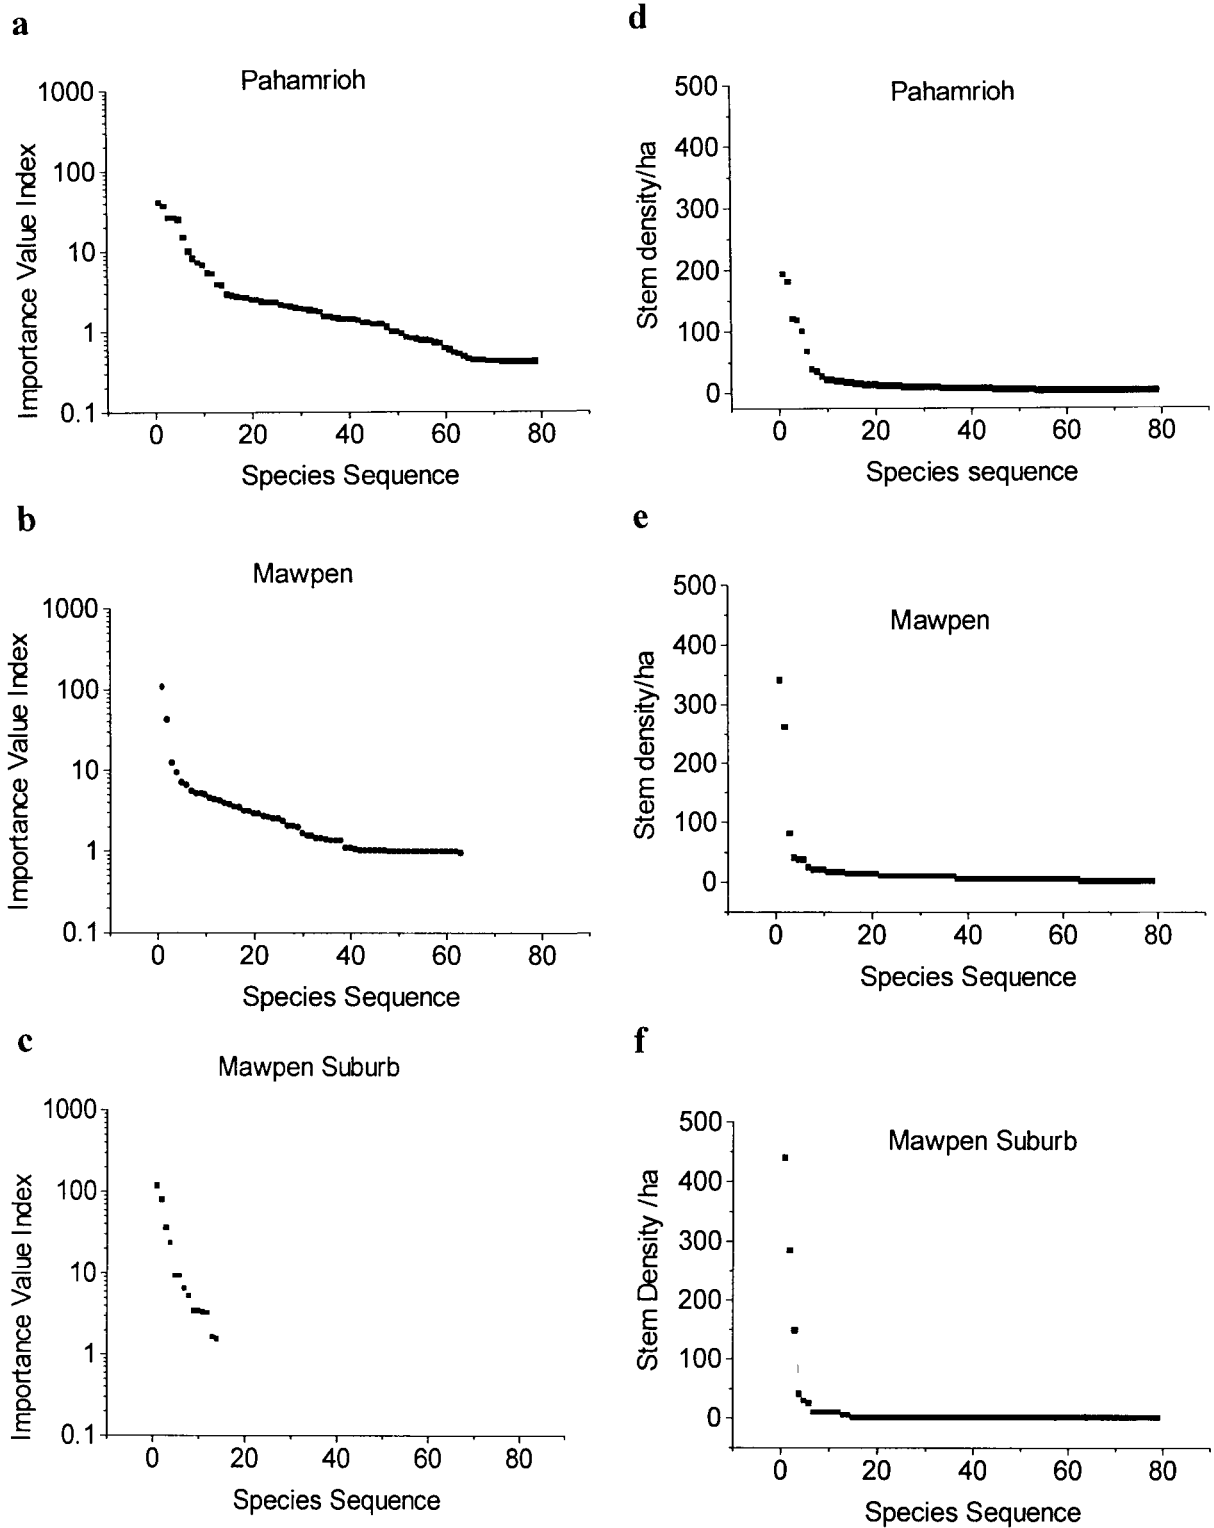 a
Pahamrioh
Importance Value Index
1000
100
10
1
0.1
0 20 40 60 80
Species Sequence
d
Pahamrioh
Stem density/ha
500
400
300
200
100
0
0 20 40 60 80
Species sequence
b
Mawpen
Importance Value Index
1000
100
10
1
0.1
0 20 40 60 80
Species Sequence
e
Mawpen
Stem density/ha
500
400
300
200
100
0
0 20 40 60 80
Species Sequence
c
Mawpen Suburb
Importance Value Index
1000
100
10
1
0.1
0 20 40 60 80
Species Sequence
f
Mawpen Suburb
Stem Density /ha
500
400
300
200
100
0
0 20 40 60 80
Species Sequence